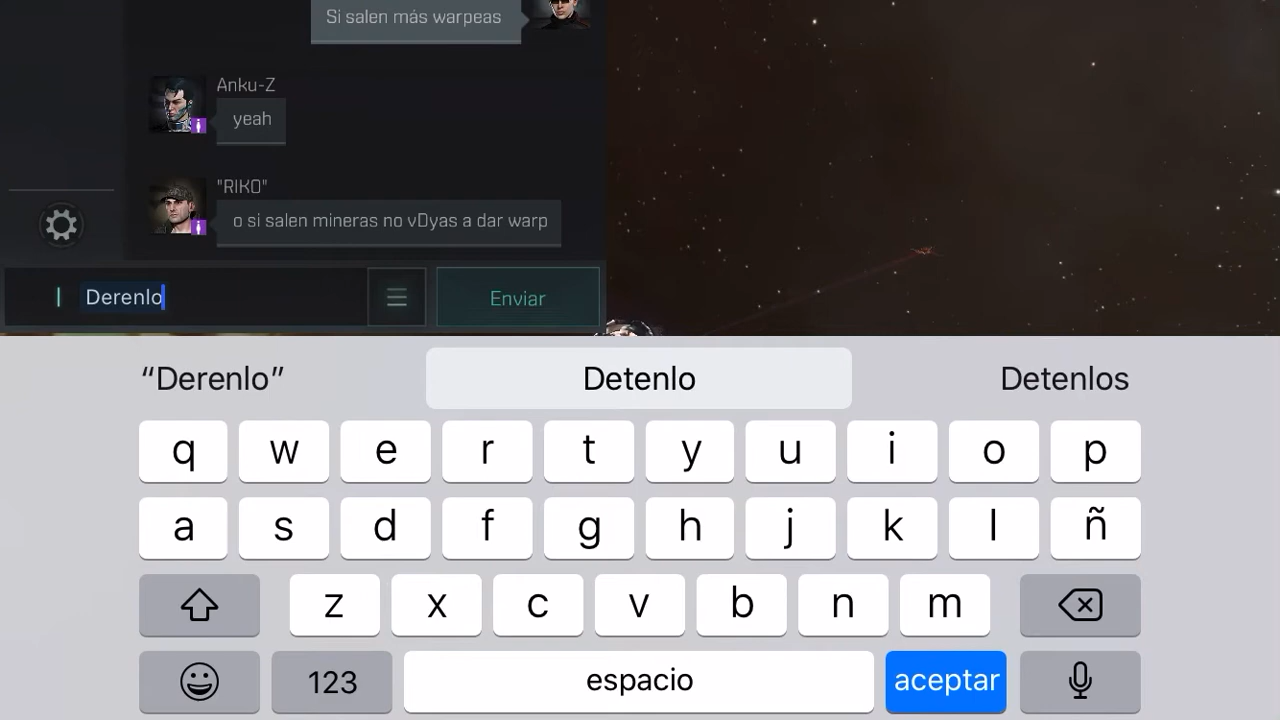 Si salen más warpeas
Anku-Z
yeah
"RIKO"
o si salen mineras no vDyas a dar warp
Derenlo
Enviar
“Derenlo”
Detenlo
Detenlos
q w e r t y u i o p
a s d f g h j k l ñ
z x c v b n m
123
espacio
aceptar